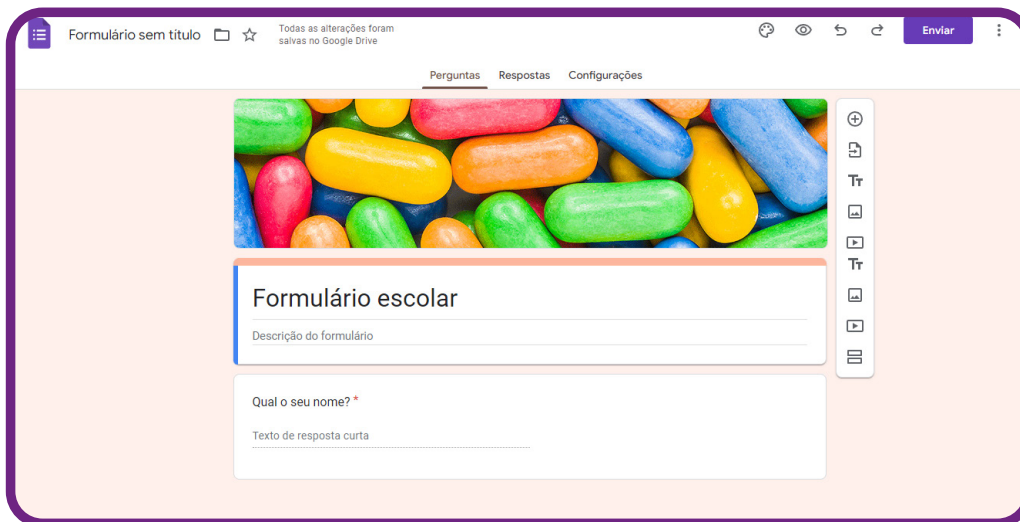 Formulário sem título
Todas as alterações foram
salvas no Google Drive
Enviar
Perguntas Respostas Configurações
Formulário escolar
Descrição do formulário
Qual o seu nome? *
Texto de resposta curta